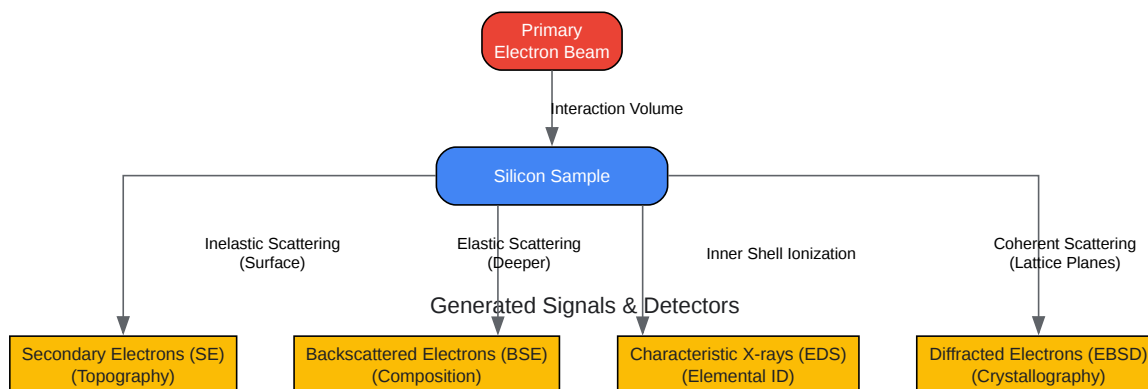 Primary
Electron Beam
Interaction Volume
Silicon Sample
Inelastic Scattering
(Surface)
Elastic Scattering
(Deeper)
Inner Shell Ionization
Coherent Scattering
(Lattice Planes)
Generated Signals & Detectors
Secondary Electrons (SE)
(Topography)
Backscattered Electrons (BSE)
(Composition)
Characteristic X-rays (EDS)
(Elemental ID)
Diffracted Electrons (EBSD)
(Crystallography)